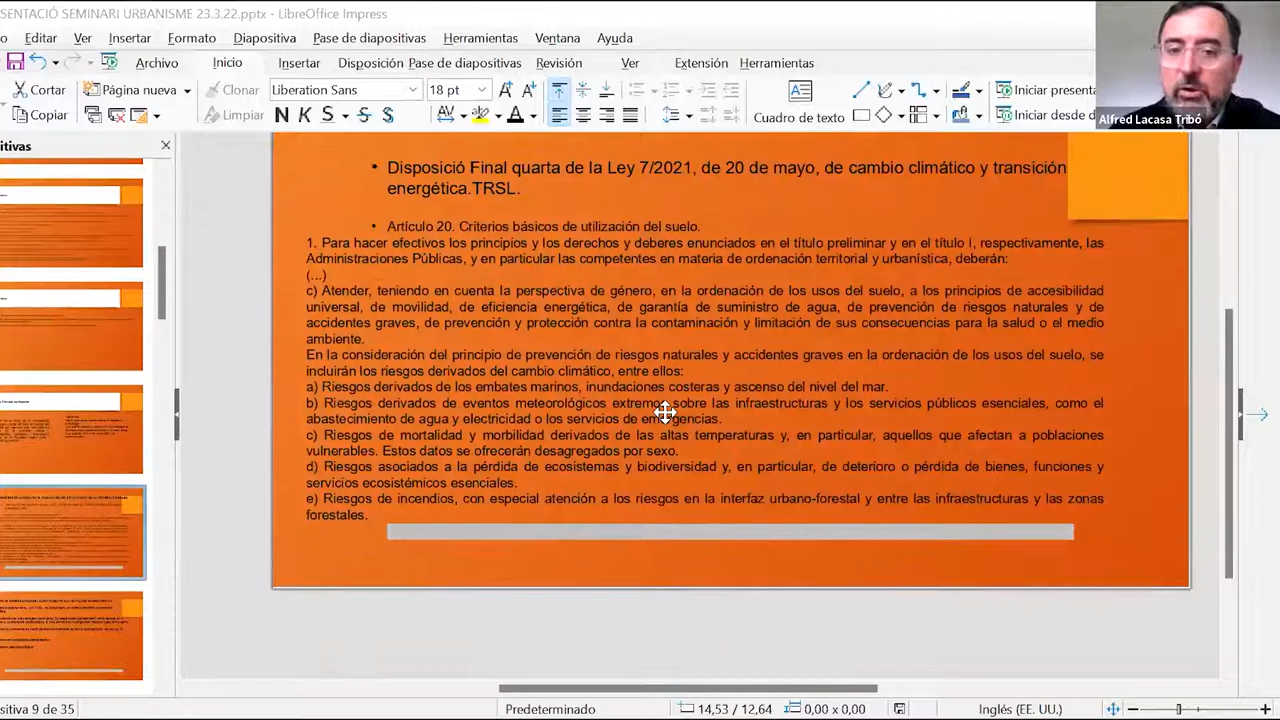 SENTACIÓ SEMINARI URBANISME 23.3.22.pptx - LibreOffice Impress
o Editar Ver Insertar Formato Diapositiva Pase de diapositivas Herramientas Ventana Ayuda
Archivo Inicio Insertar Disposición Pase de diapositivas Revisión Ver Extensión Herramientas
Cortar Página nueva Clonar Liberation Sans 18 pt Iniciar present
Copiar Limpiar N K S S S Cuadro de texto Iniciar desde d
Alfred Lacasa Tribó
itivas
• Disposició Final quarta de la Ley 7/2021, de 20 de mayo, de cambio climático y transición
energética.TRSL.
• Artículo 20. Criterios básicos de utilización del suelo.
1. Para hacer efectivos los principios y los derechos y deberes enunciados en el título preliminar y en el título I, respectivamente, las
Administraciones Públicas, y en particular las competentes en materia de ordenación territorial y urbanística, deberán:
(...)
c) Atender, teniendo en cuenta la perspectiva de género, en la ordenación de los usos del suelo, a los principios de accesibilidad
universal, de movilidad, de eficiencia energética, de garantía de suministro de agua, de prevención de riesgos naturales y de
accidentes graves, de prevención y protección contra la contaminación y limitación de sus consecuencias para la salud o el medio
ambiente.
En la consideración del principio de prevención de riesgos naturales y accidentes graves en la ordenación de los usos del suelo, se
incluirán los riesgos derivados del cambio climático, entre ellos:
a) Riesgos derivados de los embates marinos, inundaciones costeras y ascenso del nivel del mar.
b) Riesgos derivados de eventos meteorológicos extremos sobre las infraestructuras y los servicios públicos esenciales, como el
abastecimiento de agua y electricidad o los servicios de emergencias.
c) Riesgos de mortalidad y morbilidad derivados de las altas temperaturas y, en particular, aquellos que afectan a poblaciones
vulnerables. Estos datos se ofrecerán desagregados por sexo.
d) Riesgos asociados a la pérdida de ecosistemas y biodiversidad y, en particular, de deterioro o pérdida de bienes, funciones y
servicios ecosistémicos esenciales.
e) Riesgos de incendios, con especial atención a los riesgos en la interfaz urbano-forestal y entre las infraestructuras y las zonas
forestales.
sitiva 9 de 35 Predeterminado 14,53 / 12,64 0,00 x 0,00 Inglés (EE. UU.)